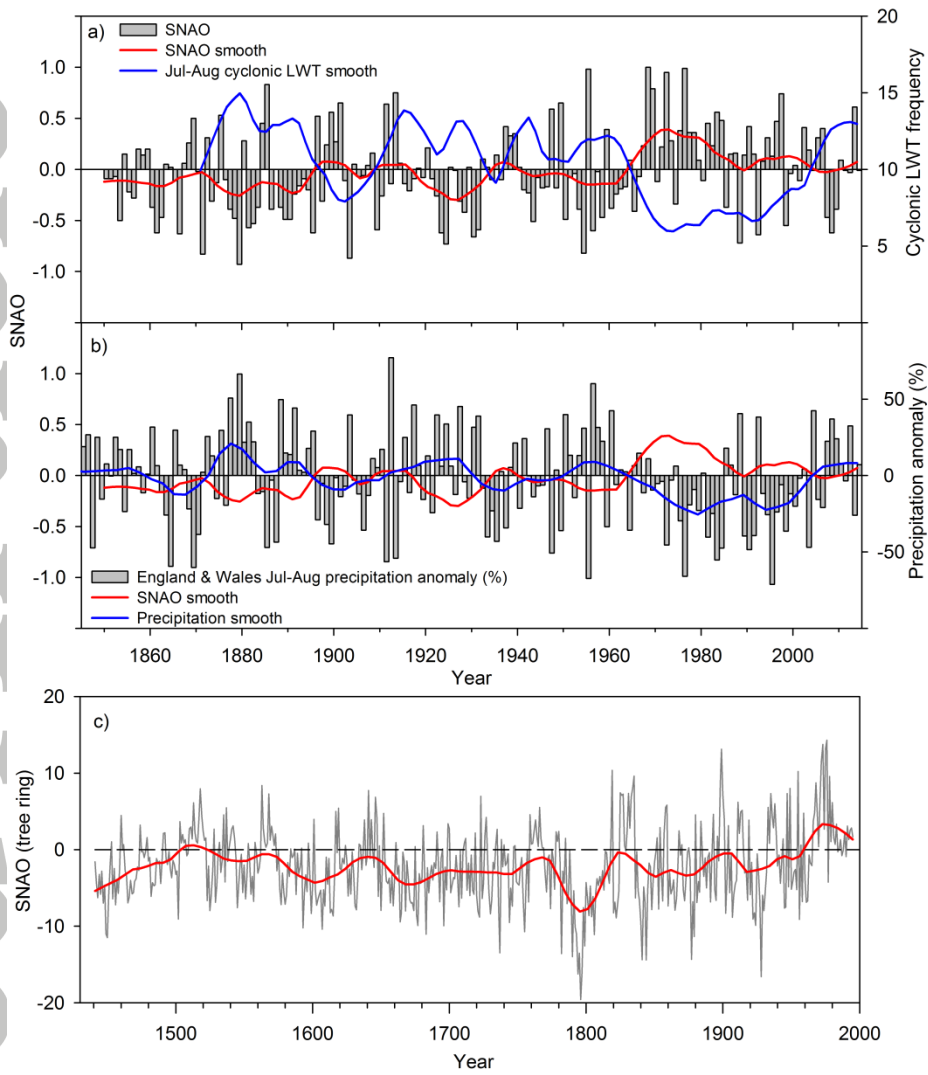 a)
SNAO
SNAO smooth
Jul-Aug cyclonic LWT smooth
1.0
0.5
0.0
-0.5
-1.0
20
15
10
5
Cyclonic LWT frequency
SNAO
b)
1.0
0.5
0.0
-0.5
-1.0
50
0
-50
Precipitation anomaly (%)
England & Wales Jul-Aug precipitation anomaly (%)
SNAO smooth
Precipitation smooth
1860 1880 1900 1920 1940 1960 1980 2000
Year
c)
20
10
0
-10
-20
SNAO (tree ring)
1500 1600 1700 1800 1900 2000
Year